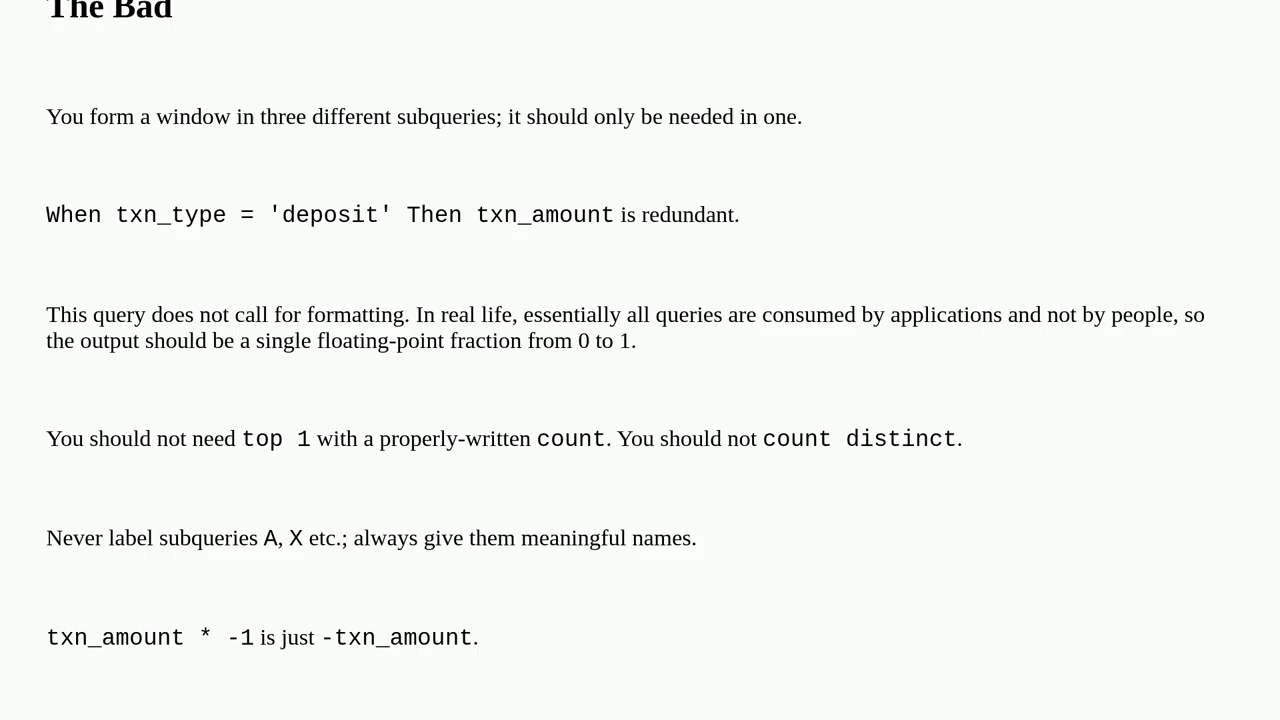 The Bad
You form a window in three different subqueries; it should only be needed in one.
When txn_type = 'deposit' Then txn_amount is redundant.
This query does not call for formatting. In real life, essentially all queries are consumed by applications and not by people, so
the output should be a single floating-point fraction from 0 to 1.
You should not need top 1 with a properly-written count. You should not count distinct.
Never label subqueries A, X etc.; always give them meaningful names.
txn_amount * -1 is just -txn_amount.